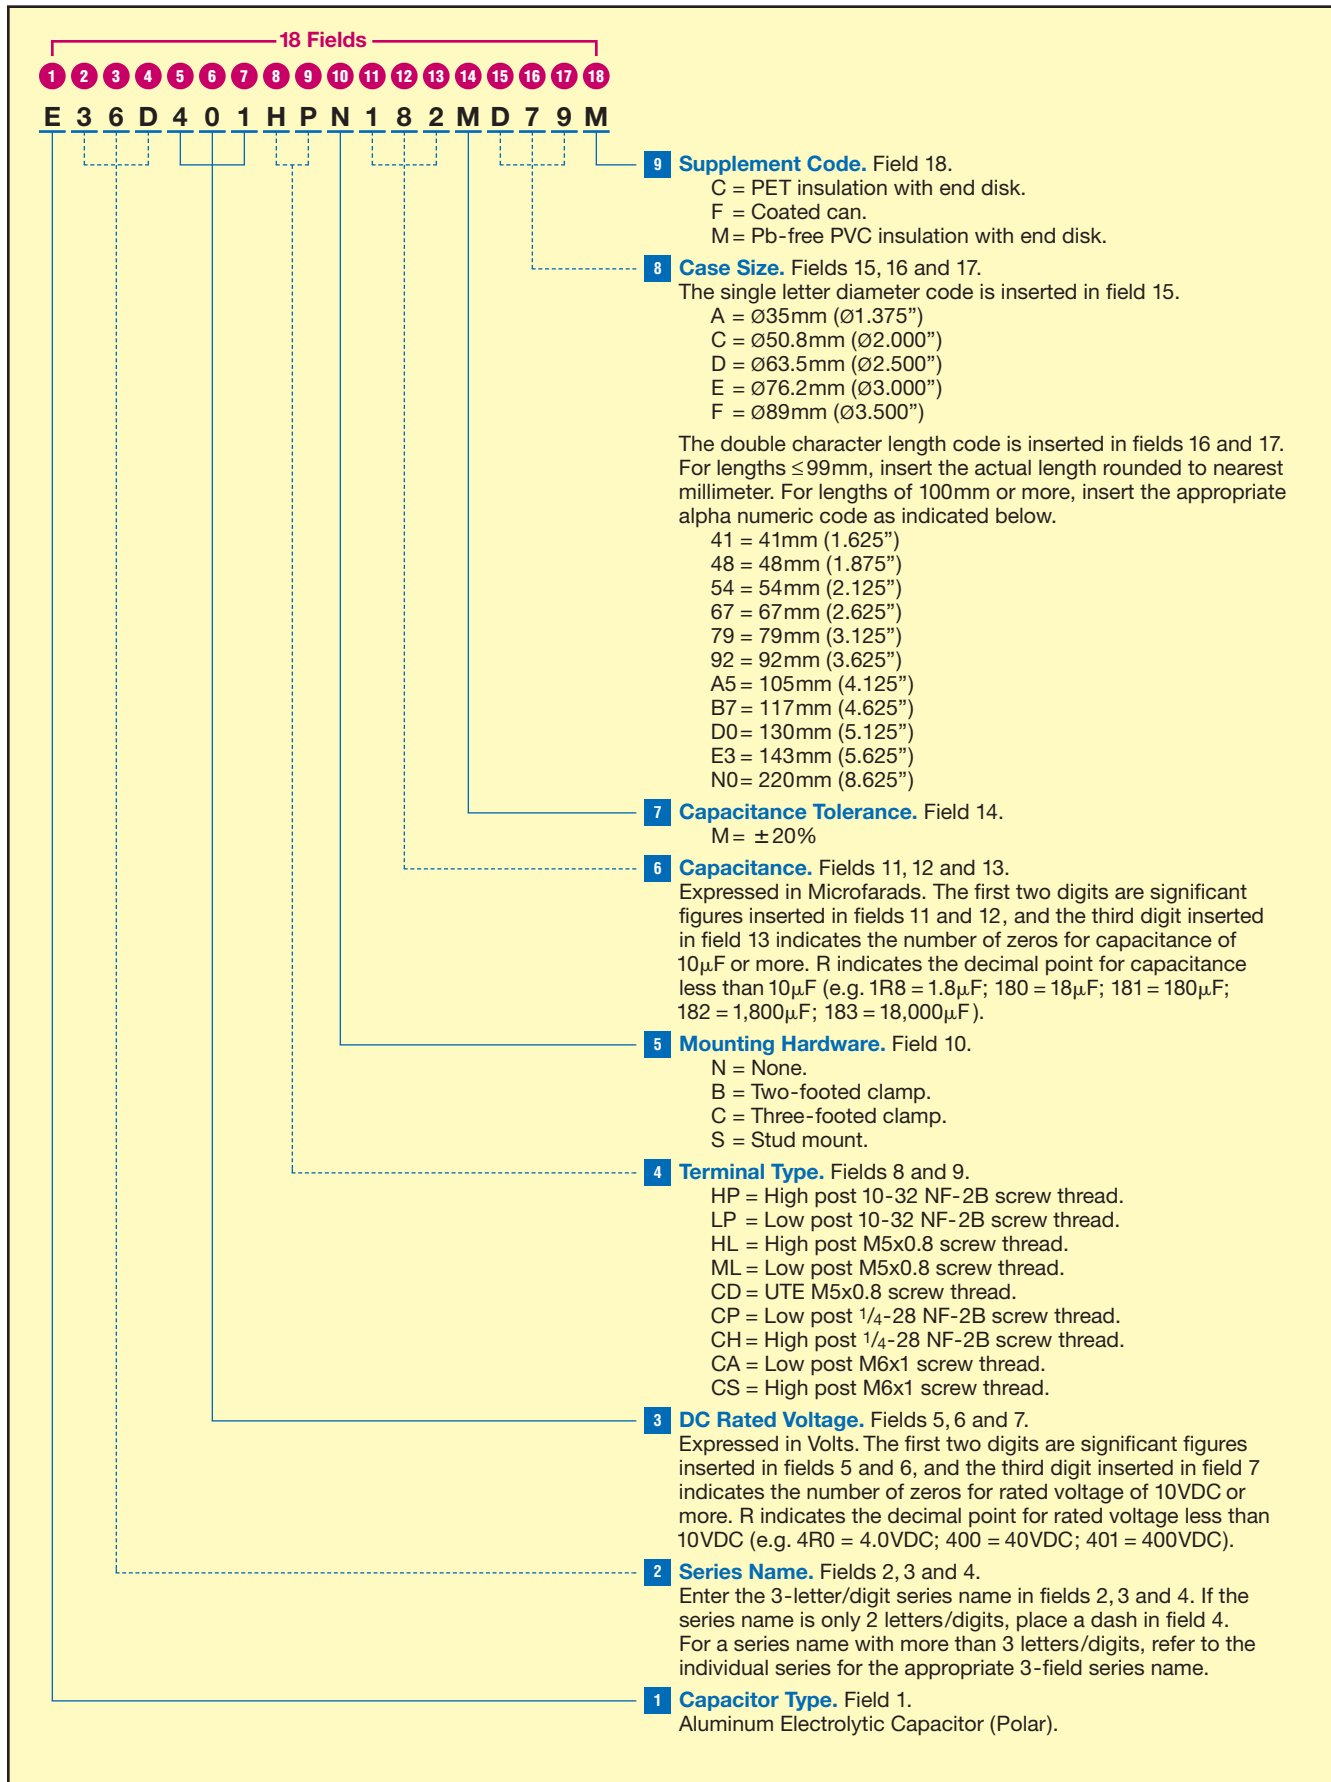 18 Fields
1 2 3 4 5 6 7 8 9 10 11 12 13 14 15 16 17 18
E 3 6 D 4 0 1 H P N 1 8 2 M D 7 9 M
9 Supplement Code. Field 18.
C = PET insulation with end disk.
F = Coated can.
M = Pb-free PVC insulation with end disk.
8 Case Size. Fields 15, 16 and 17.
The single letter diameter code is inserted in field 15.
A = Ø35mm (Ø1.375”)
C = Ø50.8mm (Ø2.000”)
D = Ø63.5mm (Ø2.500”)
E = Ø76.2mm (Ø3.000”)
F = Ø89mm (Ø3.500”)
The double character length code is inserted in fields 16 and 17.
For lengths ≤99mm, insert the actual length rounded to nearest
millimeter. For lengths of 100mm or more, insert the appropriate
alpha numeric code as indicated below.
41 = 41mm (1.625”)
48 = 48mm (1.875”)
54 = 54mm (2.125”)
67 = 67mm (2.625”)
79 = 79mm (3.125”)
92 = 92mm (3.625”)
A5 = 105mm (4.125”)
B7 = 117mm (4.625”)
D0 = 130mm (5.125”)
E3 = 143mm (5.625”)
N0 = 220mm (8.625”)
7 Capacitance Tolerance. Field 14.
M = ±20%
6 Capacitance. Fields 11, 12 and 13.
Expressed in Microfarads. The first two digits are significant
figures inserted in fields 11 and 12, and the third digit inserted
in field 13 indicates the number of zeros for capacitance of
10µF or more. R indicates the decimal point for capacitance
less than 10µF (e.g. 1R8 = 1.8µF; 180 = 18µF; 181 = 180µF;
182 = 1,800µF; 183 = 18,000µF).
5 Mounting Hardware. Field 10.
N = None.
B = Two-footed clamp.
C = Three-footed clamp.
S = Stud mount.
4 Terminal Type. Fields 8 and 9.
HP = High post 10-32 NF-2B screw thread.
LP = Low post 10-32 NF-2B screw thread.
HL = High post M5x0.8 screw thread.
ML = Low post M5x0.8 screw thread.
CD = UTE M5x0.8 screw thread.
CP = Low post 1/4-28 NF-2B screw thread.
CH = High post 1/4-28 NF-2B screw thread.
CA = Low post M6x1 screw thread.
CS = High post M6x1 screw thread.
3 DC Rated Voltage. Fields 5, 6 and 7.
Expressed in Volts. The first two digits are significant figures
inserted in fields 5 and 6, and the third digit inserted in field 7
indicates the number of zeros for rated voltage of 10VDC or
more. R indicates the decimal point for rated voltage less than
10VDC (e.g. 4R0 = 4.0VDC; 400 = 40VDC; 401 = 400VDC).
2 Series Name. Fields 2, 3 and 4.
Enter the 3-letter/digit series name in fields 2, 3 and 4. If the
series name is only 2 letters/digits, place a dash in field 4.
For a series name with more than 3 letters/digits, refer to the
individual series for the appropriate 3-field series name.
1 Capacitor Type. Field 1.
Aluminum Electrolytic Capacitor (Polar).